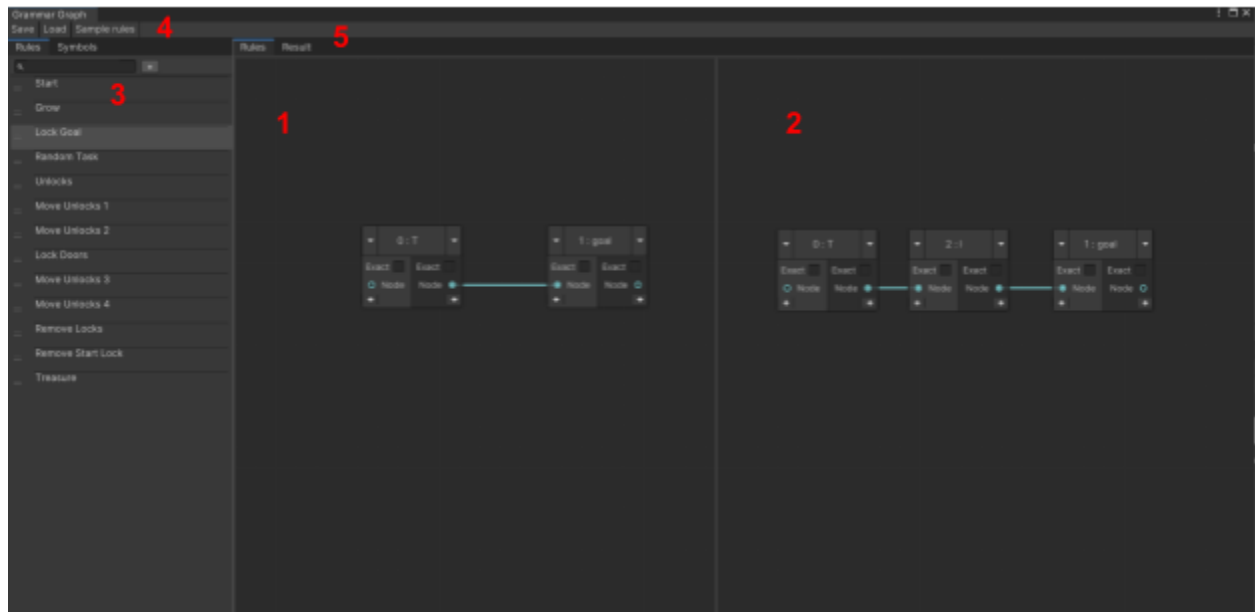 Grammar Graph
Save Load Sample rules 4
Rules Symbols
Rules Result 5
Start
3
Grow
Lock Goal
Random Task
Unlocks
Move Unlocks 1
Move Unlocks 2
Lock Doors
Move Unlocks 3
Move Unlocks 4
Remove Locks
Remove Start Lock
Treasure
1
0 : T
Exact Exact
Node Node
+ +
1 : goal
Exact Exact
Node Node
+ +
2
0 : T
Exact Exact
Node Node
+ +
2 : l
Exact Exact
Node Node
+ +
1 : goal
Exact Exact
Node Node
+ +